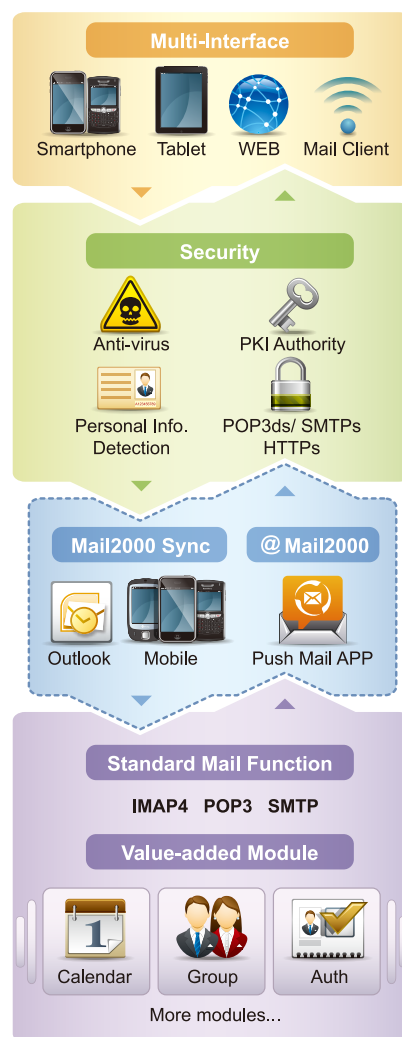 Multi-Interface
Smartphone Tablet WEB Mail Client
Security
Anti-virus PKI Authority
Personal Info. POP3ds/ SMTPs
Detection HTTPs
Mail2000 Sync @Mail2000
Outlook Mobile Push Mail APP
Standard Mail Function
IMAP4 POP3 SMTP
Value-added Module
1
Calendar Group Auth
More modules...